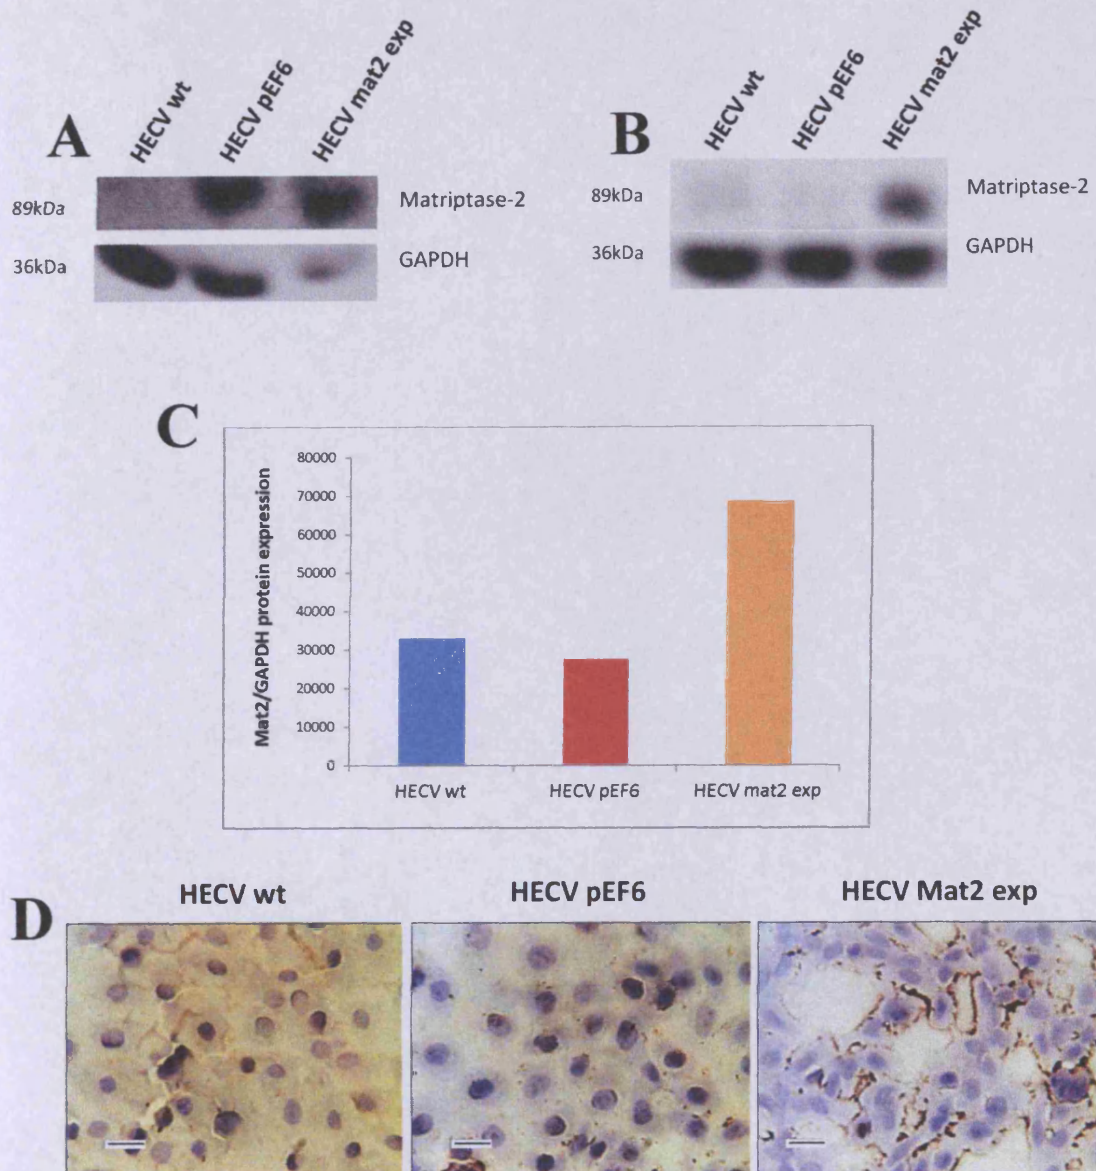 A
HECV wt
HECV pEF6
HECV mat2 exp
89kDa
Matriptase-2
36kDa
GAPDH
B
HECV wt
HECV pEF6
HECV mat2 exp
89kDa
Matriptase-2
36kDa
GAPDH
C
Mat2/GAPDH protein expression
80000
70000
60000
50000
40000
30000
20000
10000
0
HECV wt
HECV pEF6
HECV mat2 exp
D
HECV wt
HECV pEF6
HECV Mat2 exp